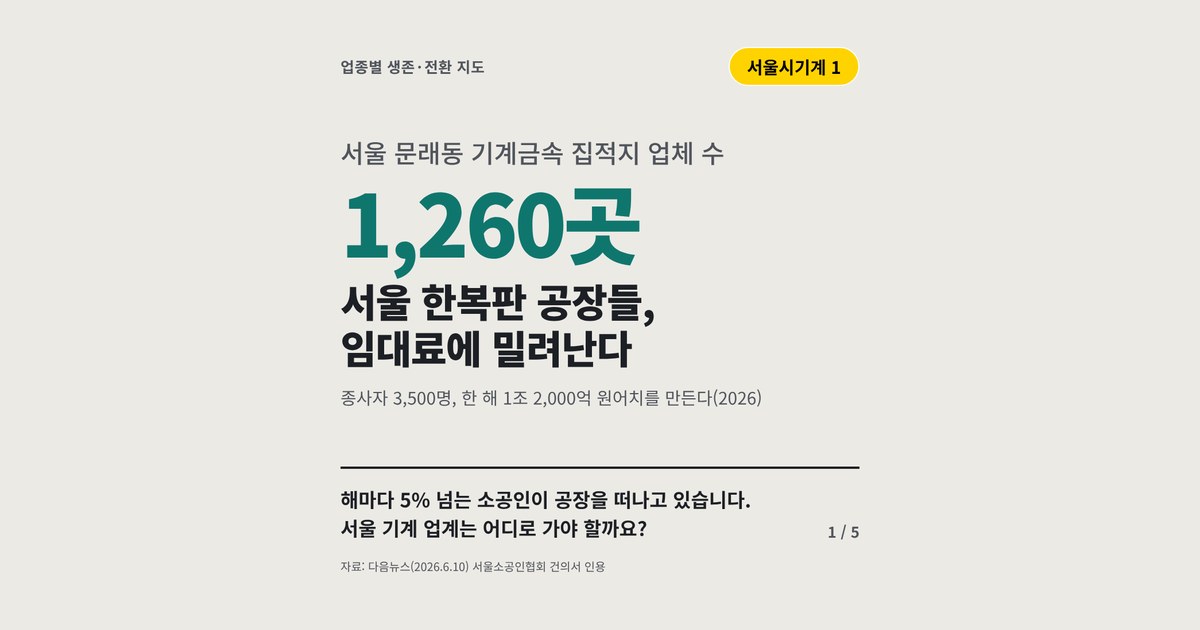 업종별 생존·전환 지도
서울시기계 1
서울 문래동 기계금속 집적지 업체 수
1,260곳
서울 한복판 공장들,
임대료에 밀려난다
종사자 3,500명, 한 해 1조 2,000억 원어치를 만든다(2026)
해마다 5% 넘는 소공인이 공장을 떠나고 있습니다.
서울 기계 업계는 어디로 가야 할까요?
1 / 5
자료: 다음뉴스(2026.6.10) 서울소공인협회 건의서 인용